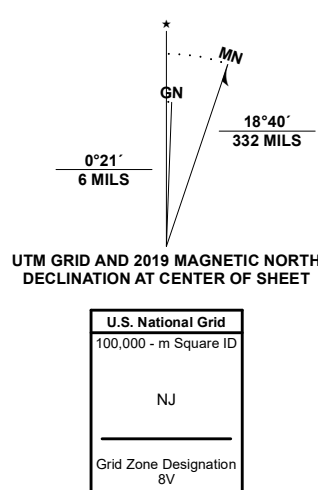 ★
MN
GN
18°40´
332 MILS
0°21´
6 MILS
UTM GRID AND 2019 MAGNETIC NORTH
DECLINATION AT CENTER OF SHEET
U.S. National Grid
100,000 - m Square ID
NJ
Grid Zone Designation
8V